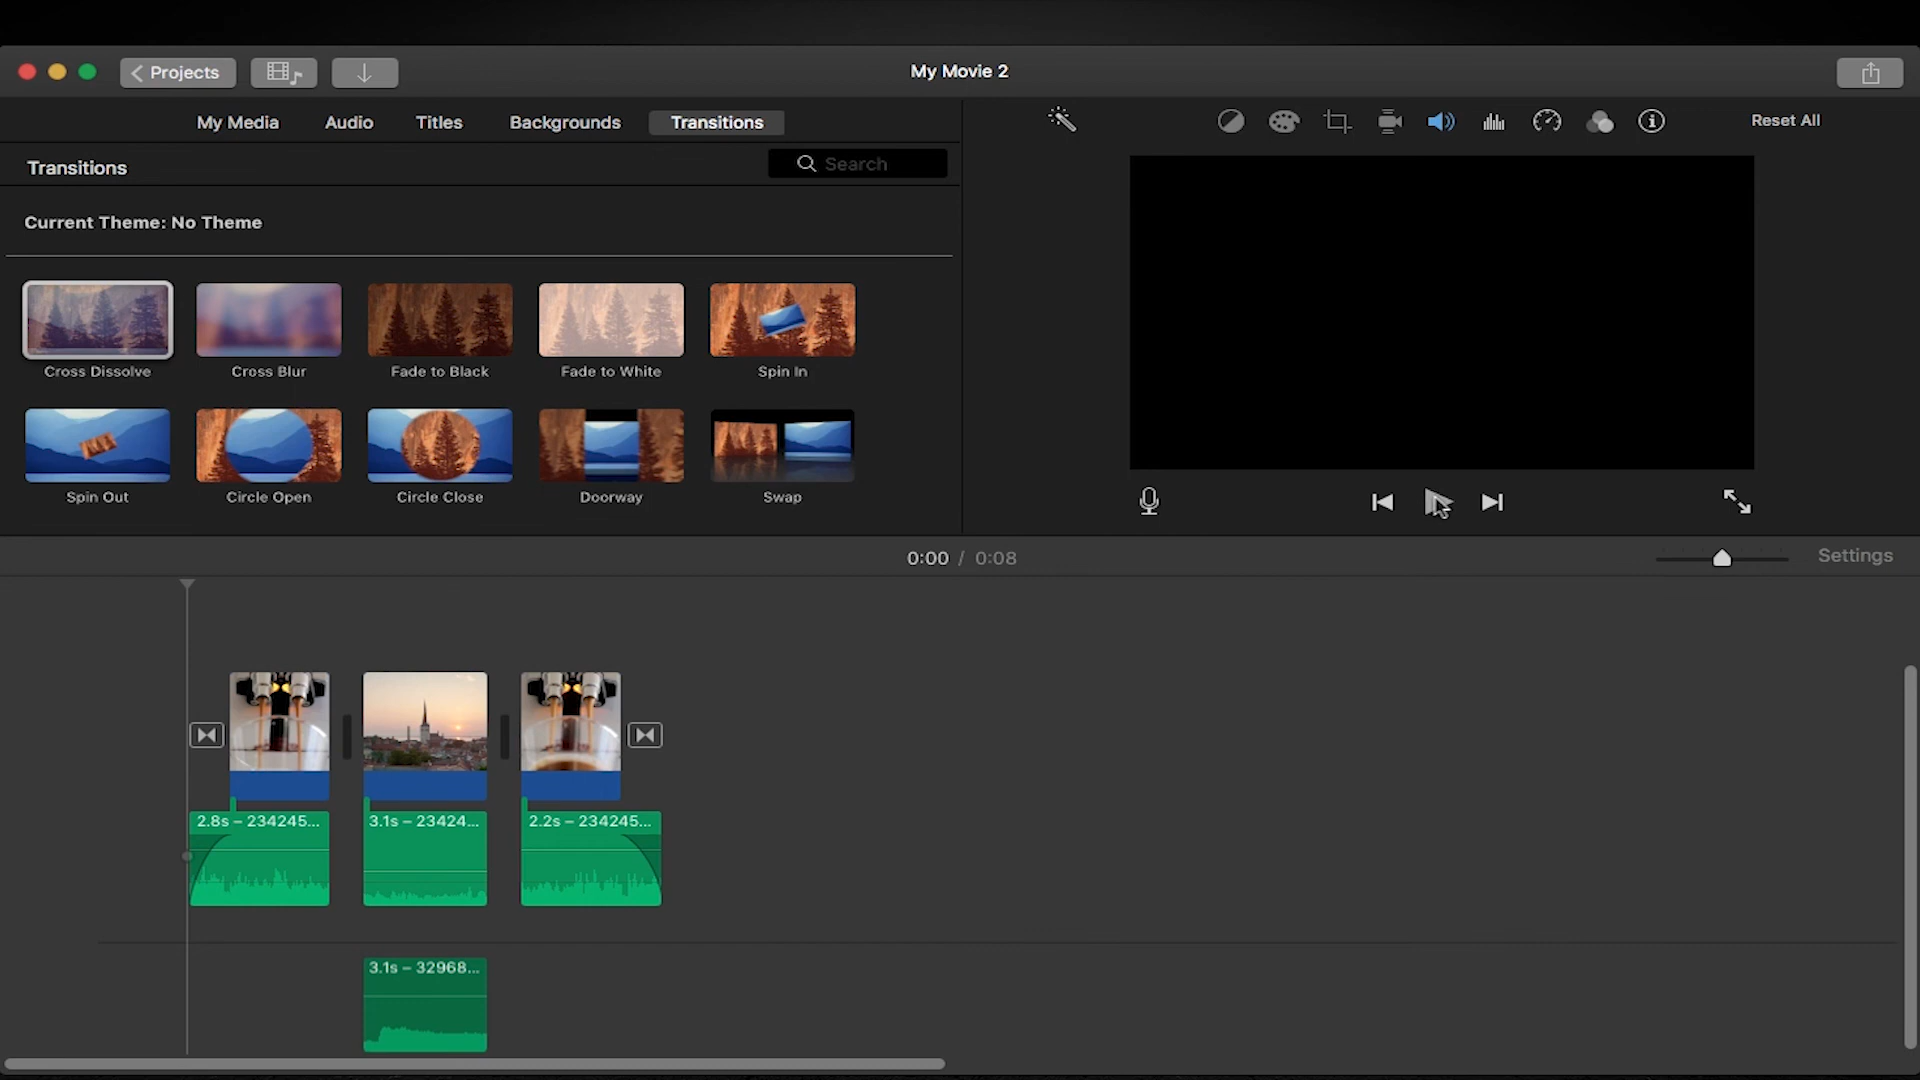 Projects
My Movie 2
My Media
Audio
Titles
Backgrounds
Transitions
Reset All
Transitions
Search
Current Theme: No Theme
Cross Dissolve
Cross Blur
Fade to Black
Fade to White
Spin In
Spin Out
Circle Open
Circle Close
Doorway
Swap
0:00 / 0:08
Settings
2.8s – 234245...
3.1s – 23424...
2.2s – 234245...
3.1s – 32968...